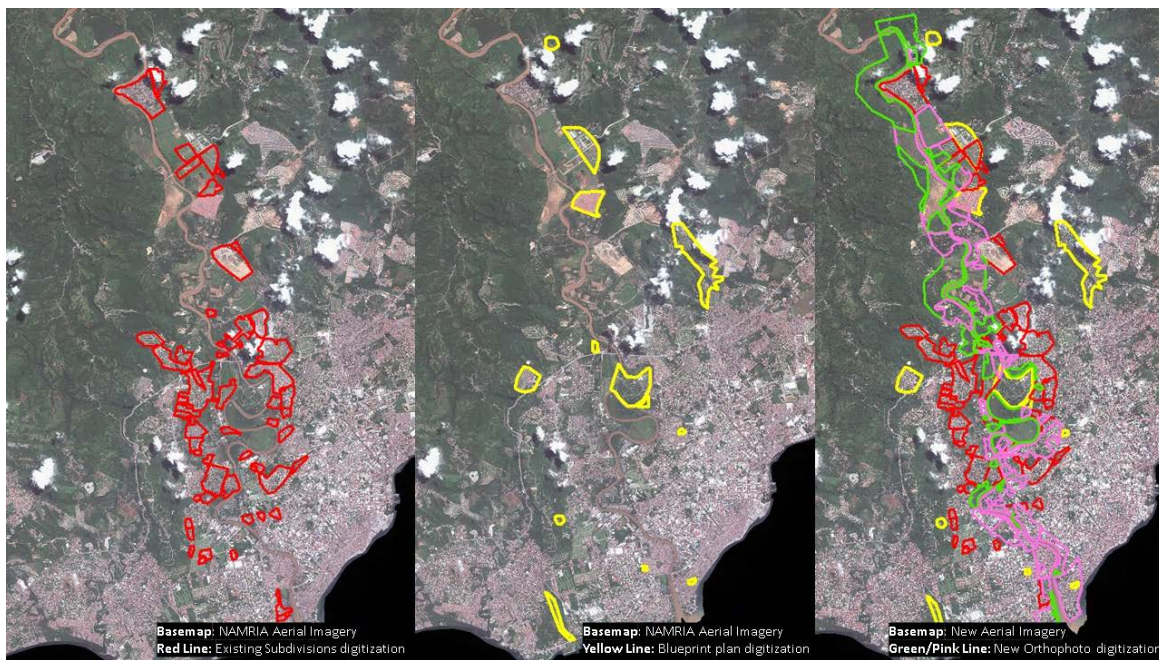 Basemap: NAMRIA Aerial Imagery
Red Line: Existing Subdivisions digitization
Basemap: NAMRIA Aerial Imagery
Yellow Line: Blueprint plan digitization
Basemap: New Aerial Imagery
Green/Pink Line: New Orthophoto digitization